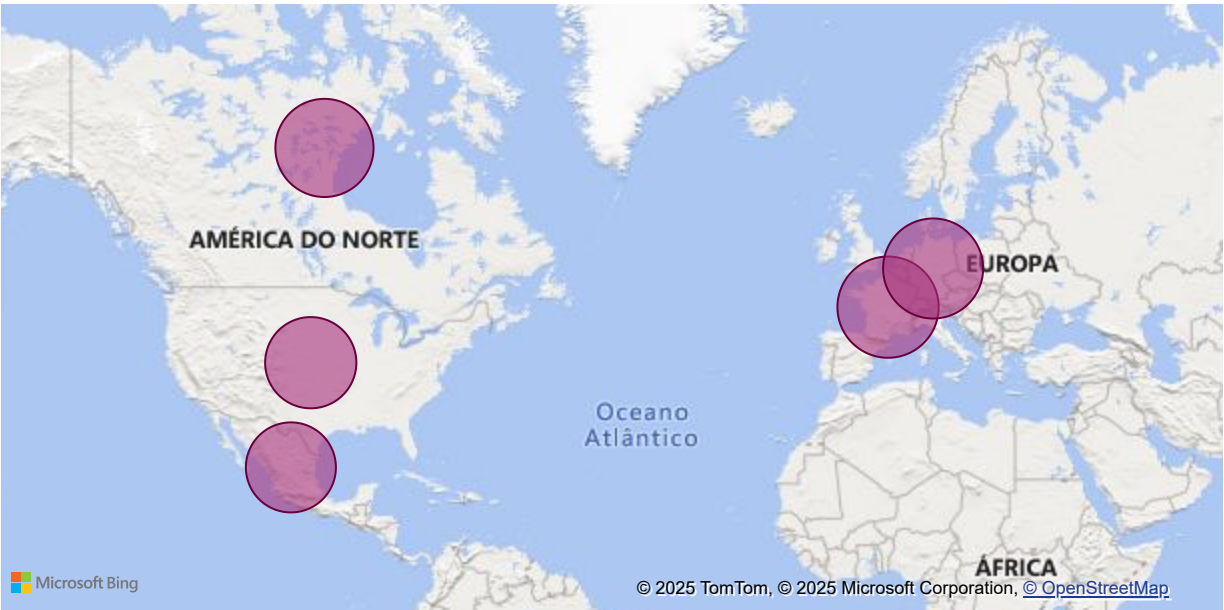 AMÉRICA DO NORTE
EUROPA
Oceano
Atlântico
ÁFRICA
Microsoft Bing
© 2025 TomTom, © 2025 Microsoft Corporation, © OpenStreetMap